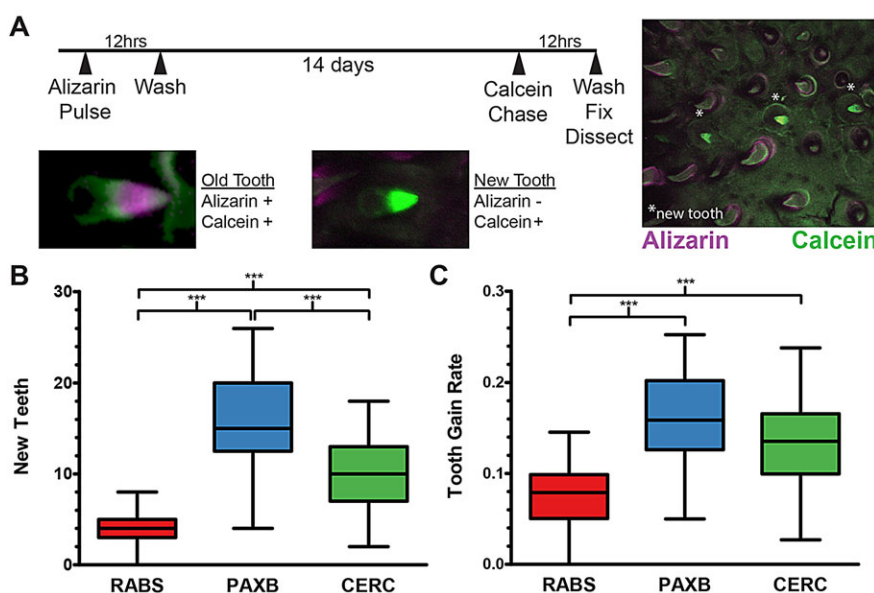 A
12hrs
12hrs
14 days
Alizarin
Pulse
Wash
Calcein
Chase
Wash
Fix
Dissect
Old Tooth
Alizarin +
Calcein +
New Tooth
Alizarin -
Calcein +
*
*
*
*new tooth
Alizarin
Calcein
B
***
***
***
New Teeth
30
20
10
0
RABS
PAXB
CERC
C
***
***
Tooth Gain Rate
0.3
0.2
0.1
0.0
RABS
PAXB
CERC